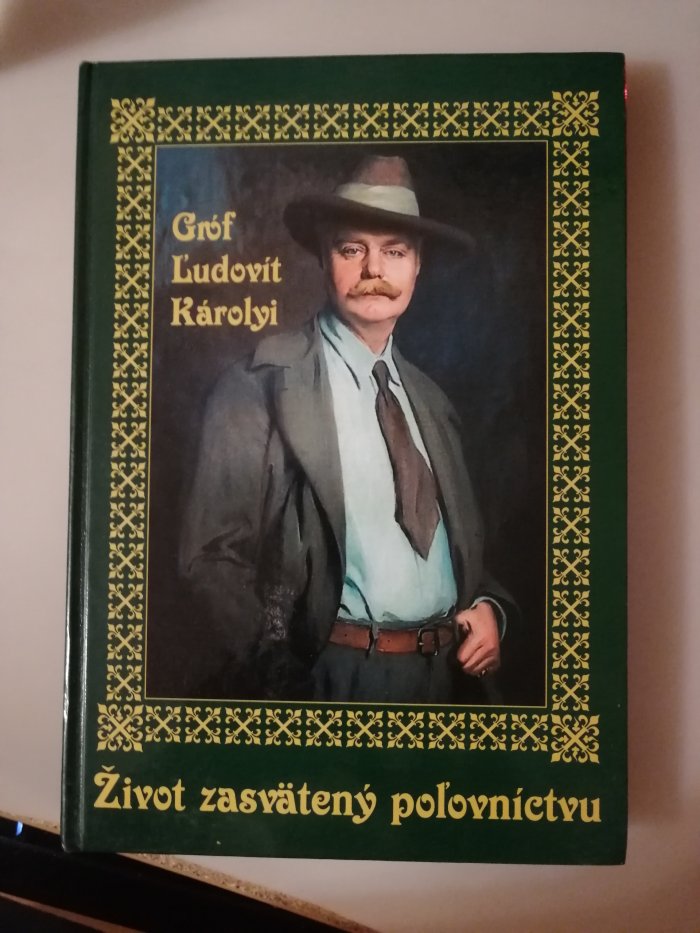 Gróf
Ľudovít
Károlyi
Život zasvätený poľovníctvu